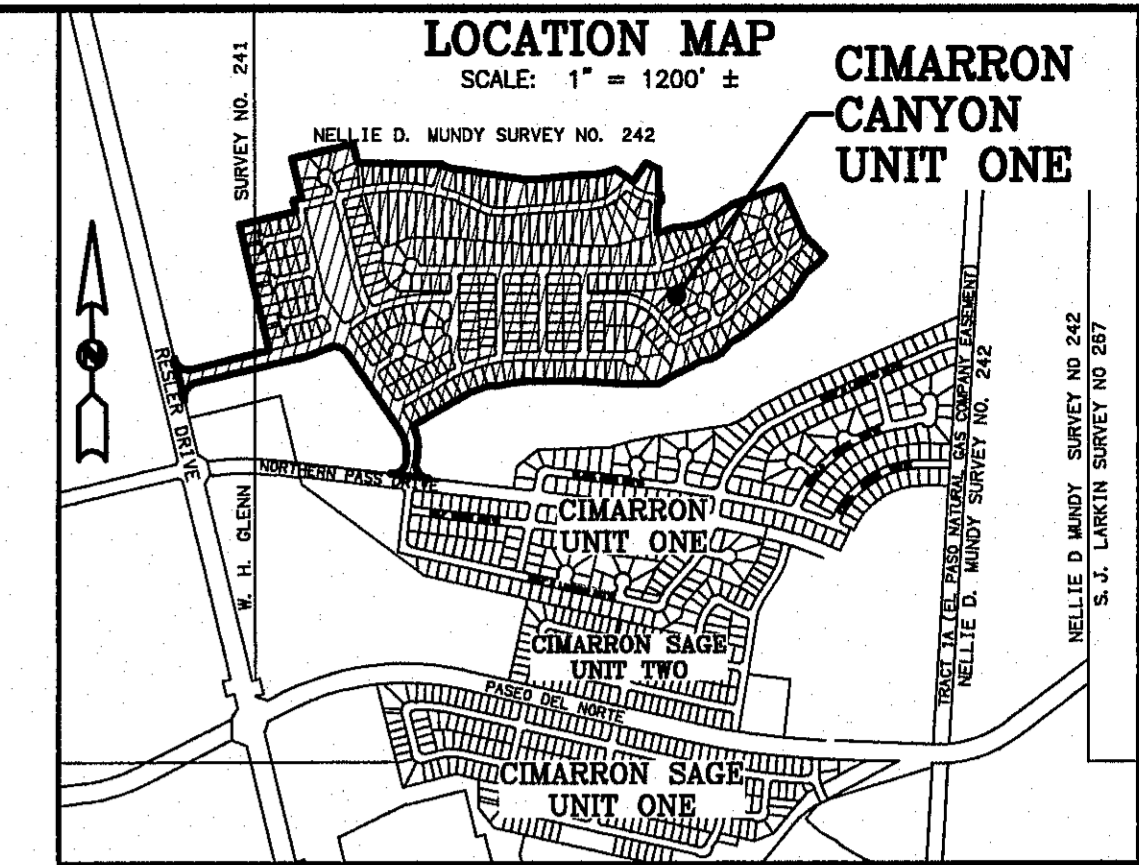 LOCATION MAP
SCALE: 1" = 1200' ±
CIMARRON
CANYON
UNIT ONE
NELLIE D. MUNDY SURVEY NO. 242
SURVEY NO. 241
W. H. GLENN
RESLER DRIVE
NORTHERN PASS DRIVE
CIMARRON
UNIT ONE
CIMARRON SAGE
UNIT TWO
PASEO DEL NORTE
CIMARRON SAGE
UNIT ONE
TRACT 1A (EL PASO NATURAL GAS COMPANY EASEMENT)
NELLIE D. MUNDY SURVEY NO. 242
NELLIE D MUNDY SURVEY NO 242
S. J. LARKIN SURVEY NO 267